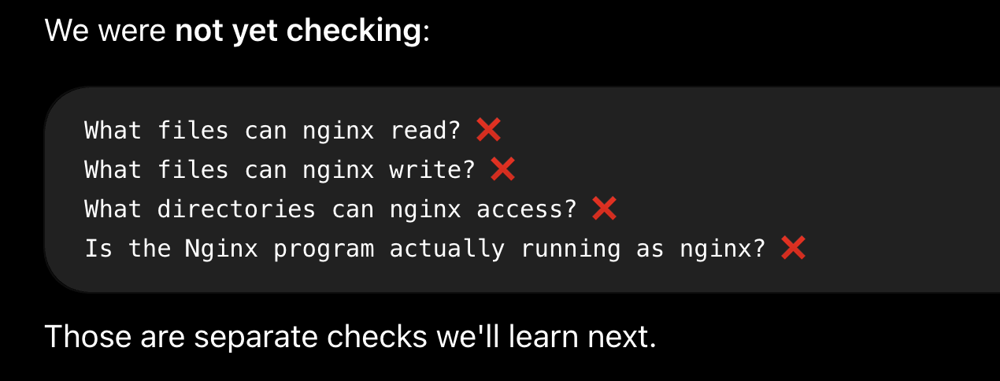 We were not yet checking:
What files can nginx read? ❌
What files can nginx write? ❌
What directories can nginx access? ❌
Is the Nginx program actually running as nginx? ❌
Those are separate checks we'll learn next.